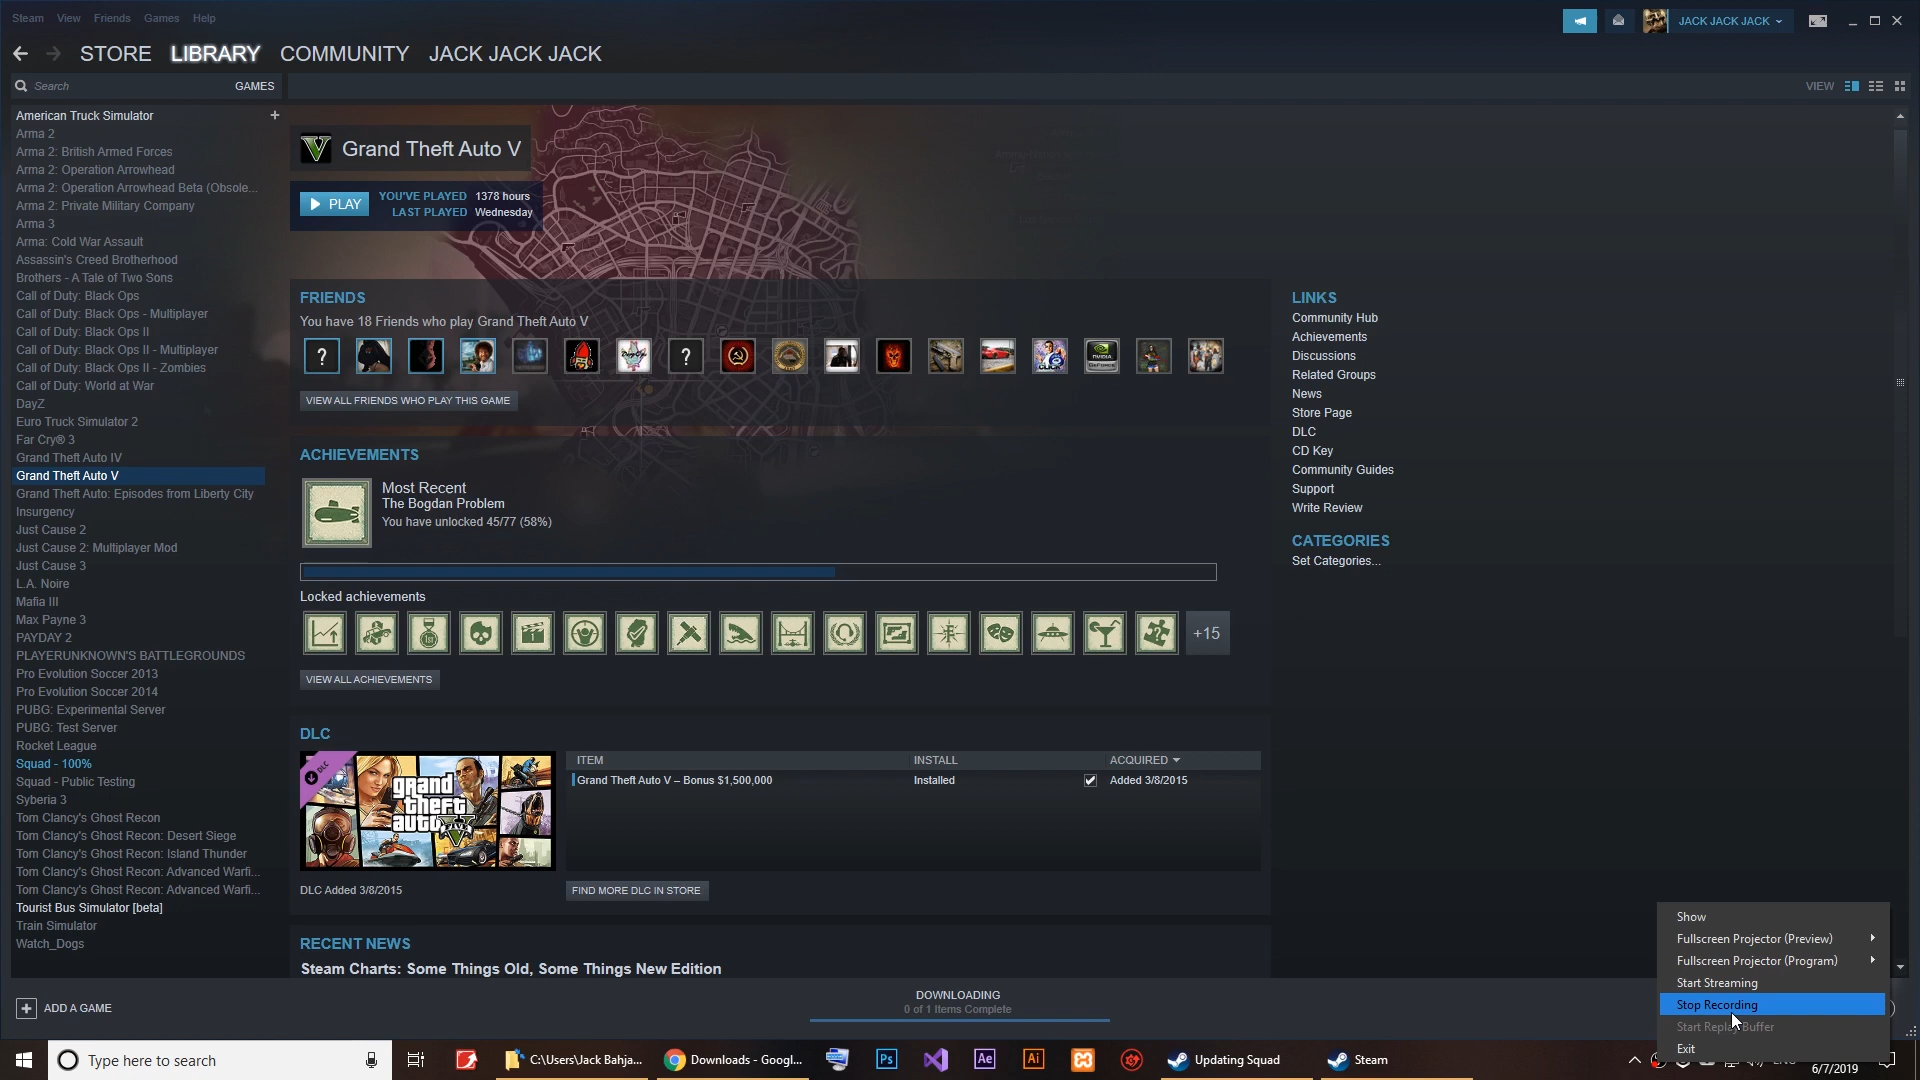 Steam View Friends Games Help
JACK JACK JACK
STORE LIBRARY COMMUNITY JACK JACK JACK
Search GAMES
VIEW
American Truck Simulator +
Arma 2
Arma 2: British Armed Forces
Arma 2: Operation Arrowhead
Arma 2: Operation Arrowhead Beta (Obsole...
Arma 2: Private Military Company
Arma 3
Arma: Cold War Assault
Assassin's Creed Brotherhood
Brothers - A Tale of Two Sons
Call of Duty: Black Ops
Call of Duty: Black Ops - Multiplayer
Call of Duty: Black Ops II
Call of Duty: Black Ops II - Multiplayer
Call of Duty: Black Ops II - Zombies
Call of Duty: World at War
DayZ
Euro Truck Simulator 2
Far Cry® 3
Grand Theft Auto IV
Grand Theft Auto V
Grand Theft Auto: Episodes from Liberty City
Insurgency
Just Cause 2
Just Cause 2: Multiplayer Mod
Just Cause 3
L.A. Noire
Mafia III
Max Payne 3
PAYDAY 2
PLAYERUNKNOWN'S BATTLEGROUNDS
Pro Evolution Soccer 2013
Pro Evolution Soccer 2014
PUBG: Experimental Server
PUBG: Test Server
Rocket League
Squad - 100%
Squad - Public Testing
Syberia 3
Tom Clancy's Ghost Recon
Tom Clancy's Ghost Recon: Desert Siege
Tom Clancy's Ghost Recon: Island Thunder
Tom Clancy's Ghost Recon: Advanced Warfi...
Tom Clancy's Ghost Recon: Advanced Warfi...
Tourist Bus Simulator [beta]
Train Simulator
Watch_Dogs
Grand Theft Auto V
PLAY
YOU'VE PLAYED 1378 hours
LAST PLAYED Wednesday
FRIENDS
You have 18 Friends who play Grand Theft Auto V
VIEW ALL FRIENDS WHO PLAY THIS GAME
ACHIEVEMENTS
Most Recent
The Bogdan Problem
You have unlocked 45/77 (58%)
Locked achievements
+15
VIEW ALL ACHIEVEMENTS
DLC
DLC
grand theft auto V
FIVE
DLC Added 3/8/2015
ITEM INSTALL ACQUIRED
Grand Theft Auto V – Bonus $1,500,000 Installed Added 3/8/2015
FIND MORE DLC IN STORE
RECENT NEWS
Steam Charts: Some Things Old, Some Things New Edition
LINKS
Community Hub
Achievements
Discussions
Related Groups
News
Store Page
DLC
CD Key
Community Guides
Support
Write Review
CATEGORIES
Set Categories...
Show
Fullscreen Projector (Preview)
Fullscreen Projector (Program)
Start Streaming
Stop Recording
Start Replay Buffer
Exit
+ ADD A GAME
DOWNLOADING
0 of 1 Items Complete
Type here to search
C:\Users\Jack Bahja...
Downloads - Googl...
Ps
Ae
Ai
Updating Squad
Steam
6/7/2019